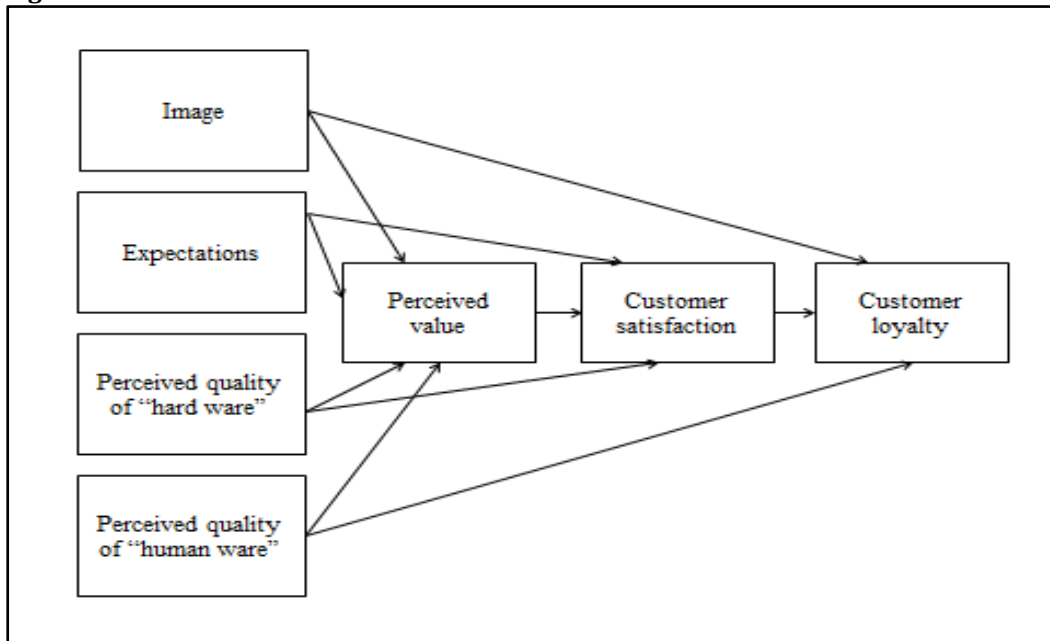 Image
Expectations
Perceived
value
Customer
satisfaction
Customer
loyalty
Perceived quality
of “hard ware”
Perceived quality
of “human ware”